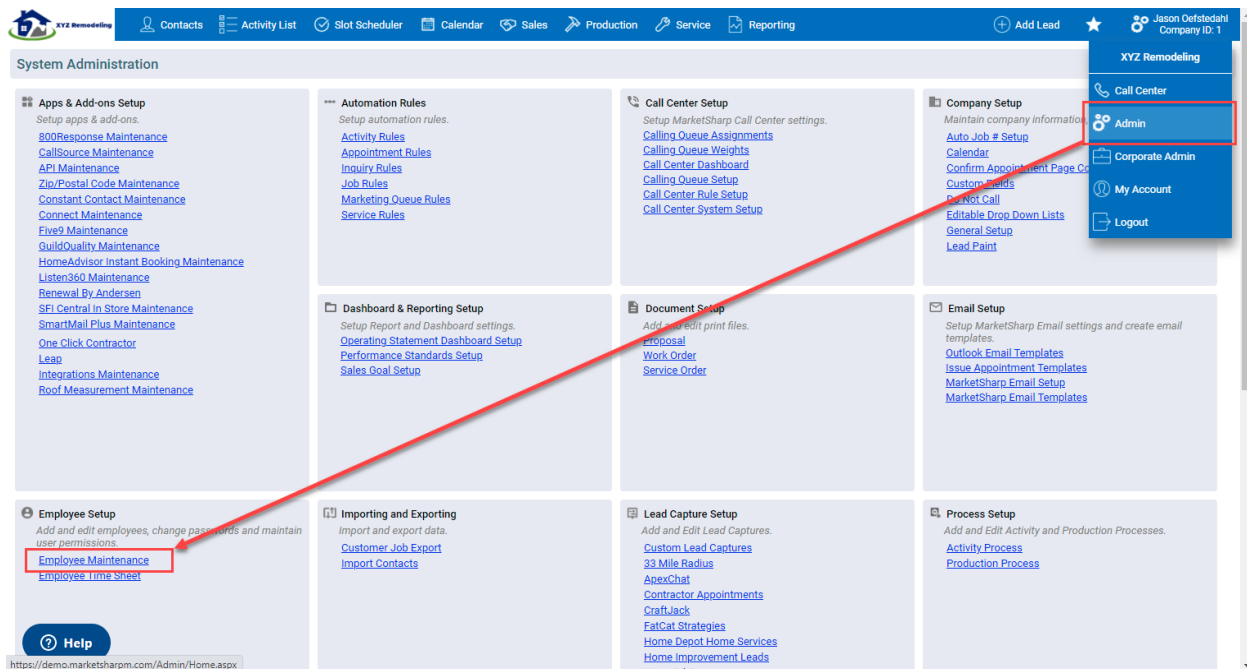 XYZ Remodeling
Contacts
Activity List
Slot Scheduler
Calendar
Sales
Production
Service
Reporting
Add Lead
Jason Oefstedahl
Company ID: 1
System Administration
XYZ Remodeling
Call Center
Admin
Corporate Admin
My Account
Logout
Apps & Add-ons Setup
Setup apps & add-ons.
800Response Maintenance
CallSource Maintenance
API Maintenance
Zip/Postal Code Maintenance
Constant Contact Maintenance
Connect Maintenance
Five9 Maintenance
GuildQuality Maintenance
HomeAdvisor Instant Booking Maintenance
Listen360 Maintenance
Renewal By Andersen
SFI Central In Store Maintenance
SmartMail Plus Maintenance
One Click Contractor
Leap
Integrations Maintenance
Roof Measurement Maintenance
Automation Rules
Setup automation rules.
Activity Rules
Appointment Rules
Inquiry Rules
Job Rules
Marketing Queue Rules
Service Rules
Call Center Setup
Setup MarketSharp Call Center settings.
Calling Queue Assignments
Calling Queue Weights
Call Center Dashboard
Calling Queue Setup
Call Center Rule Setup
Call Center System Setup
Company Setup
Maintain company information,
Auto Job # Setup
Calendar
Confirm Appointment Page Co
Custom Fields
Do Not Call
Editable Drop Down Lists
General Setup
Lead Paint
Dashboard & Reporting Setup
Setup Report and Dashboard settings.
Operating Statement Dashboard Setup
Performance Standards Setup
Sales Goal Setup
Document Setup
Add and edit print files.
Proposal
Work Order
Service Order
Email Setup
Setup MarketSharp Email settings and create email
templates.
Outlook Email Templates
Issue Appointment Templates
MarketSharp Email Setup
MarketSharp Email Templates
Employee Setup
Add and edit employees, change passwords and maintain
user permissions.
Employee Maintenance
Employee Time Sheet
Importing and Exporting
Import and export data.
Customer Job Export
Import Contacts
Lead Capture Setup
Add and Edit Lead Captures.
Custom Lead Captures
33 Mile Radius
ApexChat
Contractor Appointments
CraftJack
FatCat Strategies
Home Depot Home Services
Home Improvement Leads
Process Setup
Add and Edit Activity and Production Processes.
Activity Process
Production Process
Help
https://demo.marketsharpm.com/Admin/Home.aspx